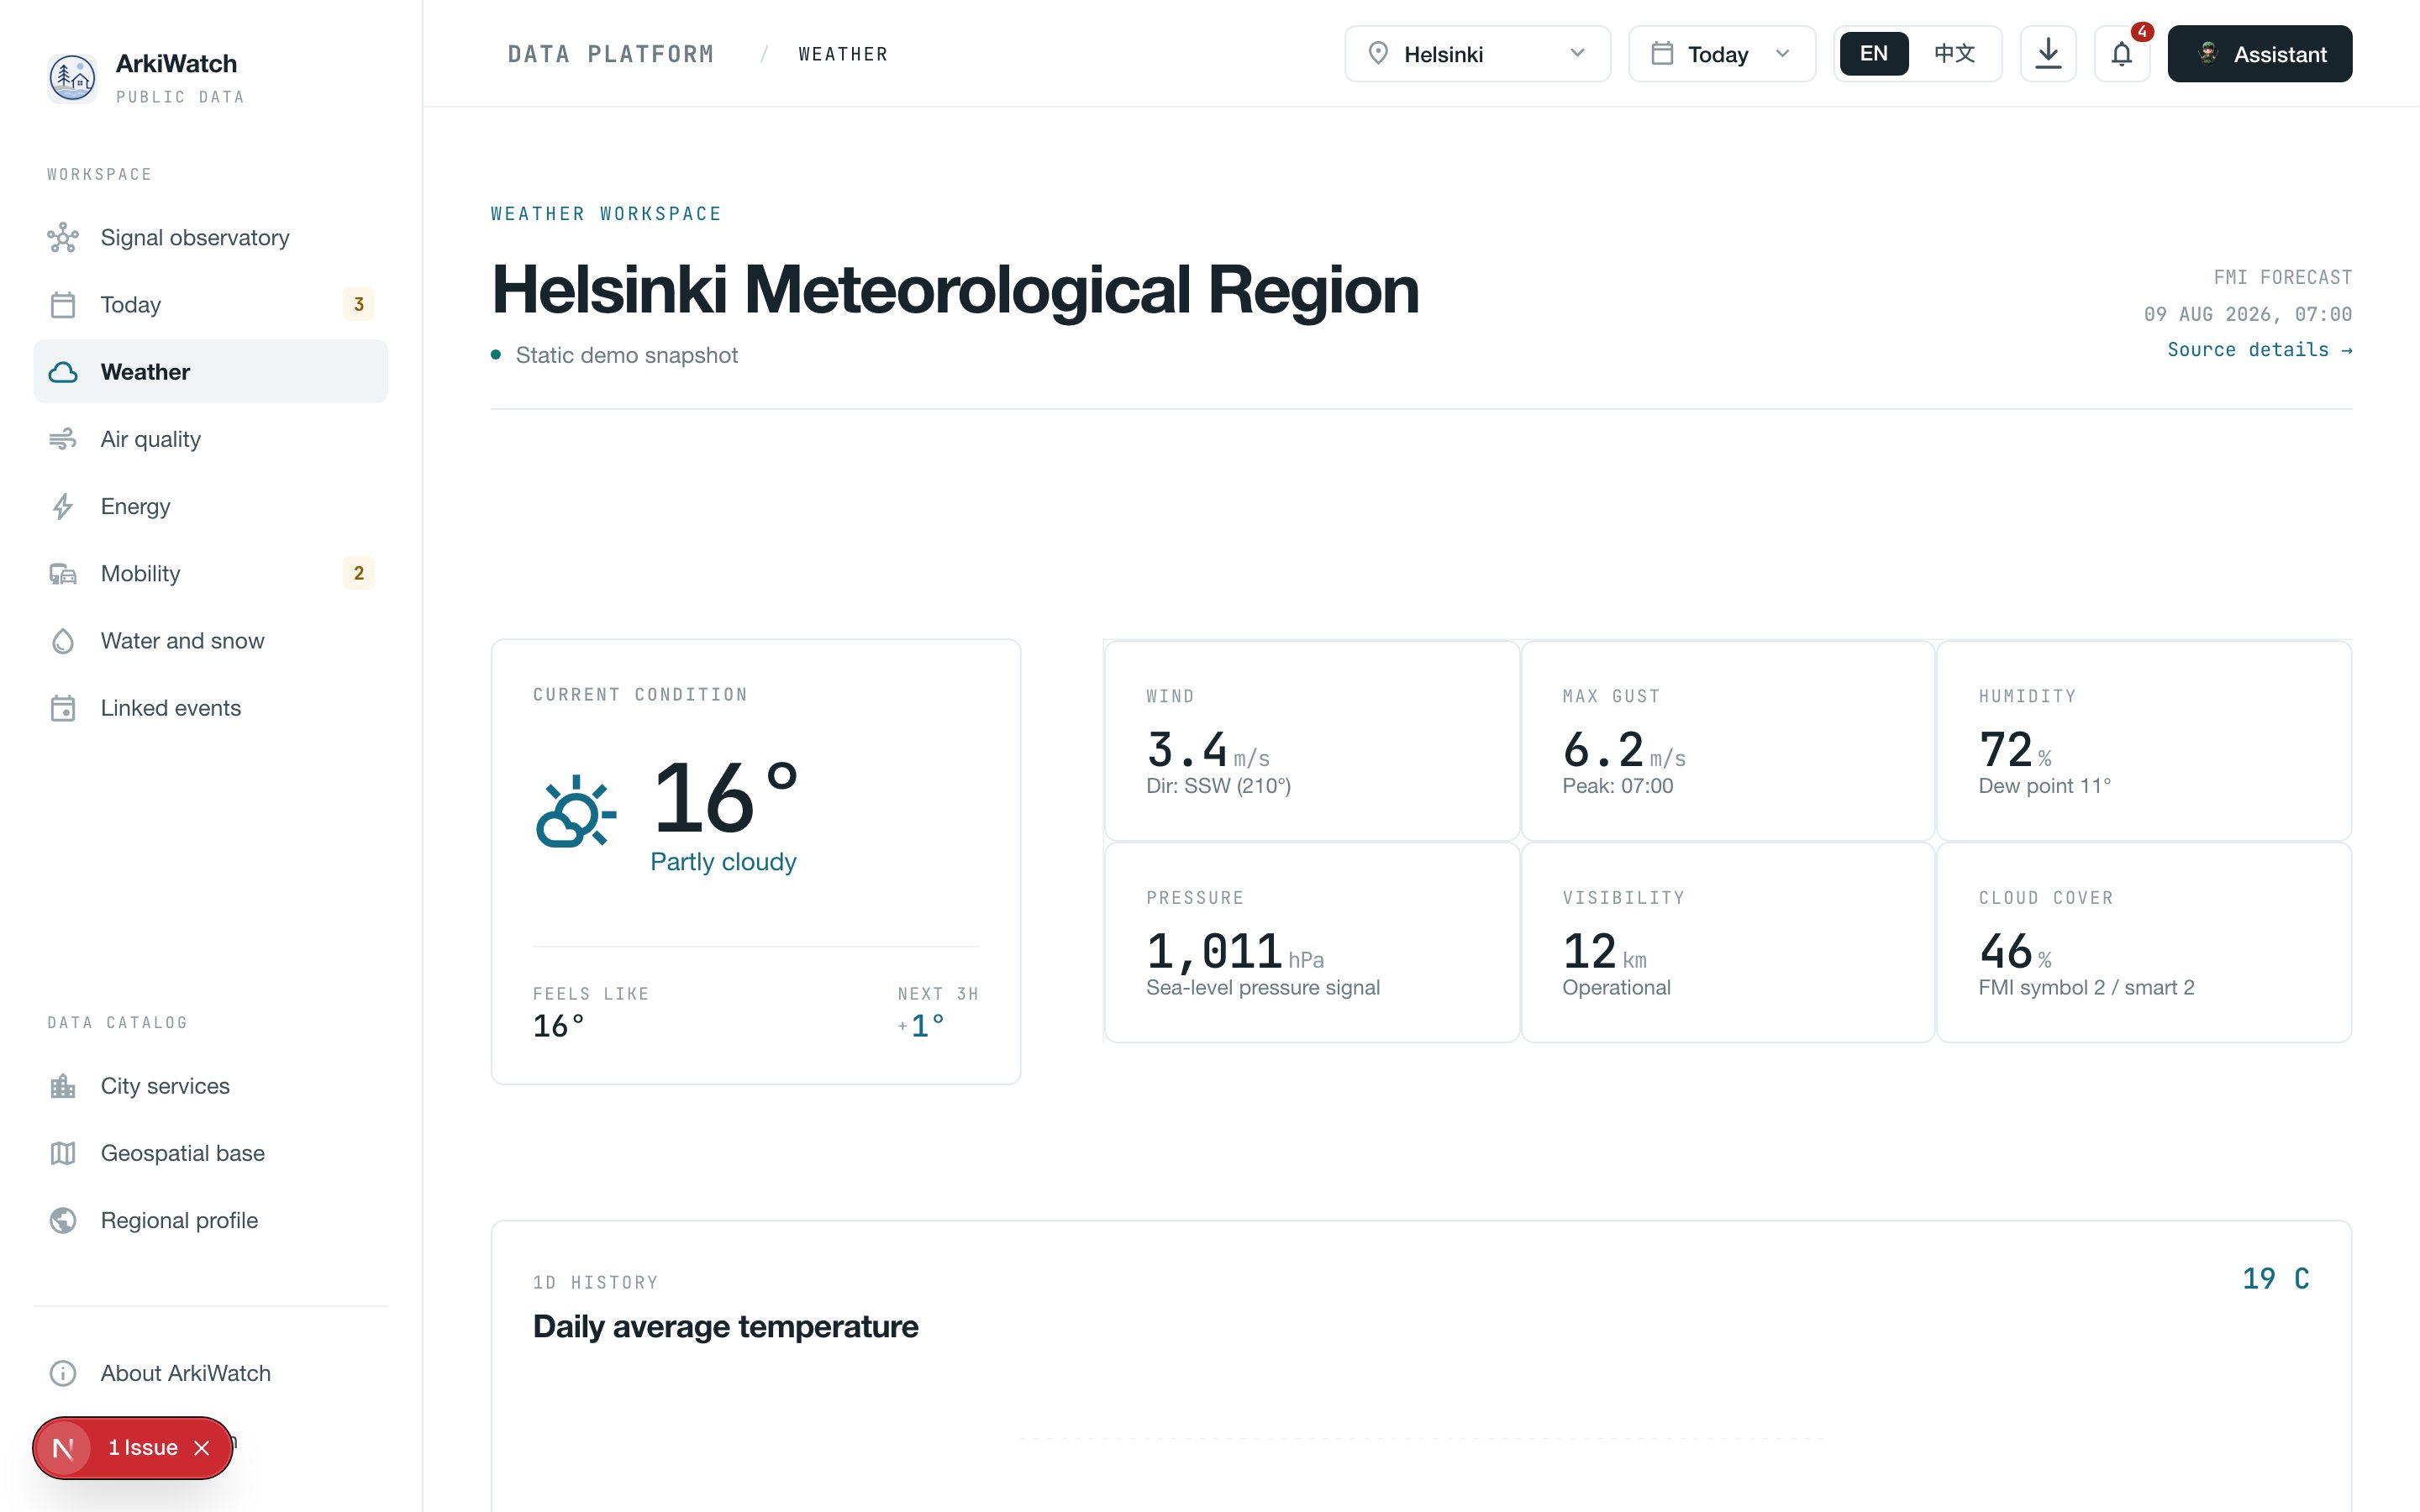 ArkiWatch
PUBLIC DATA
WORKSPACE
Signal observatory
Today
3
Weather
Air quality
Energy
Mobility
2
Water and snow
Linked events
DATA CATALOG
City services
Geospatial base
Regional profile
About ArkiWatch
N
1 Issue
DATA PLATFORM / WEATHER
Helsinki
Today
EN
中文
4
Assistant
WEATHER WORKSPACE
Helsinki Meteorological Region
Static demo snapshot
FMI FORECAST
09 AUG 2026, 07:00
Source details →
CURRENT CONDITION
16°
Partly cloudy
FEELS LIKE
16°
NEXT 3H
+1°
WIND
3.4 m/s
Dir: SSW (210°)
MAX GUST
6.2 m/s
Peak: 07:00
HUMIDITY
72 %
Dew point 11°
PRESSURE
1,011 hPa
Sea-level pressure signal
VISIBILITY
12 km
Operational
CLOUD COVER
46 %
FMI symbol 2 / smart 2
1D HISTORY
Daily average temperature
19 C